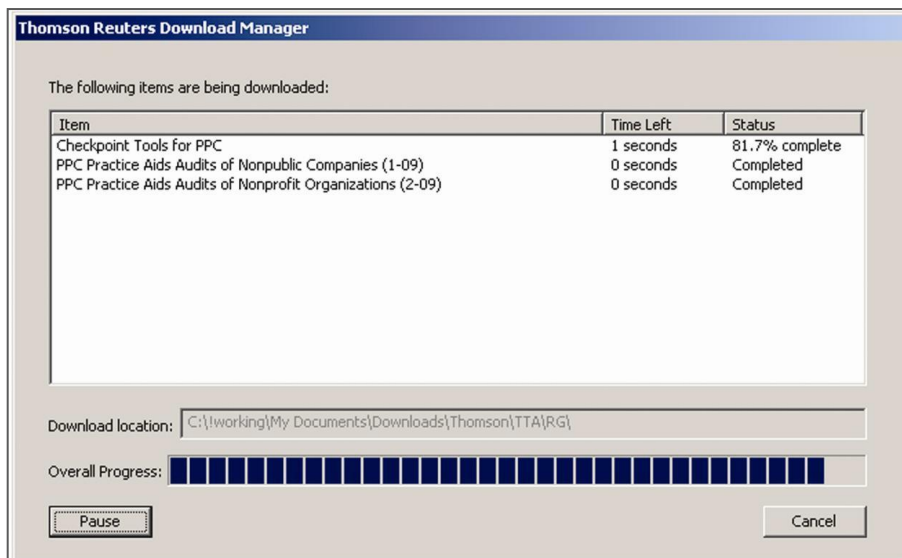 Thomson Reuters Download Manager
The following items are being downloaded:
Item Time Left Status
Checkpoint Tools for PPC 1 seconds 81.7% complete
PPC Practice Aids Audits of Nonpublic Companies (1-09) 0 seconds Completed
PPC Practice Aids Audits of Nonprofit Organizations (2-09) 0 seconds Completed
Download location: C:\!working\My Documents\Downloads\Thomson\TTA\RG\
Overall Progress:
Pause Cancel